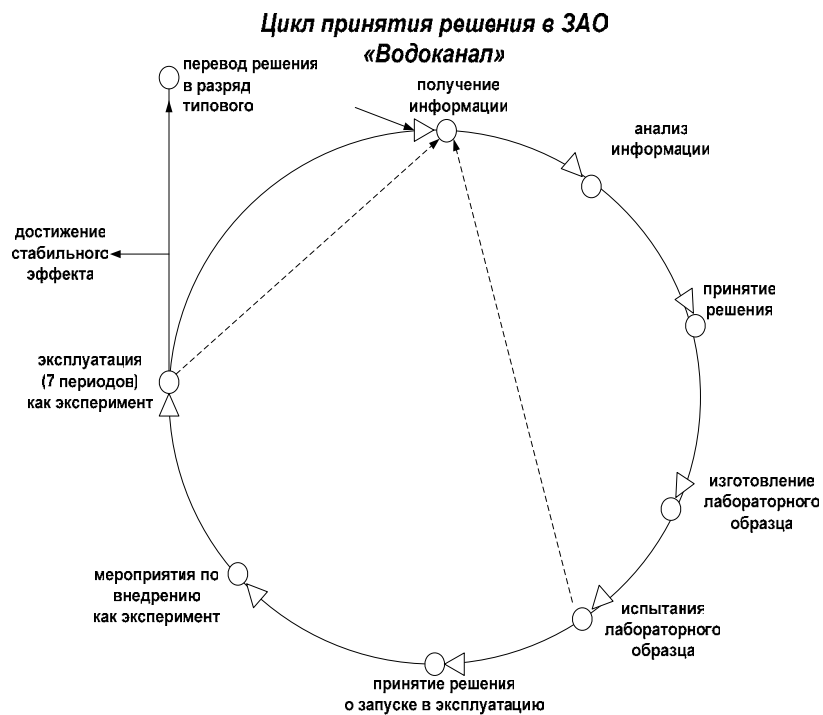 Цикл принятия решения в ЗАО
«Водоканал»
перевод решения
в разряд
типового
получение
информации
анализ
информации
принятие
решения
изготовление
лабораторного
образца
испытания
лабораторного
образца
принятие решения
о запуске в эксплуатацию
мероприятия по
внедрению
как эксперимент
эксплуатация
(7 периодов)
как эксперимент
достижение
стабильного
эффекта